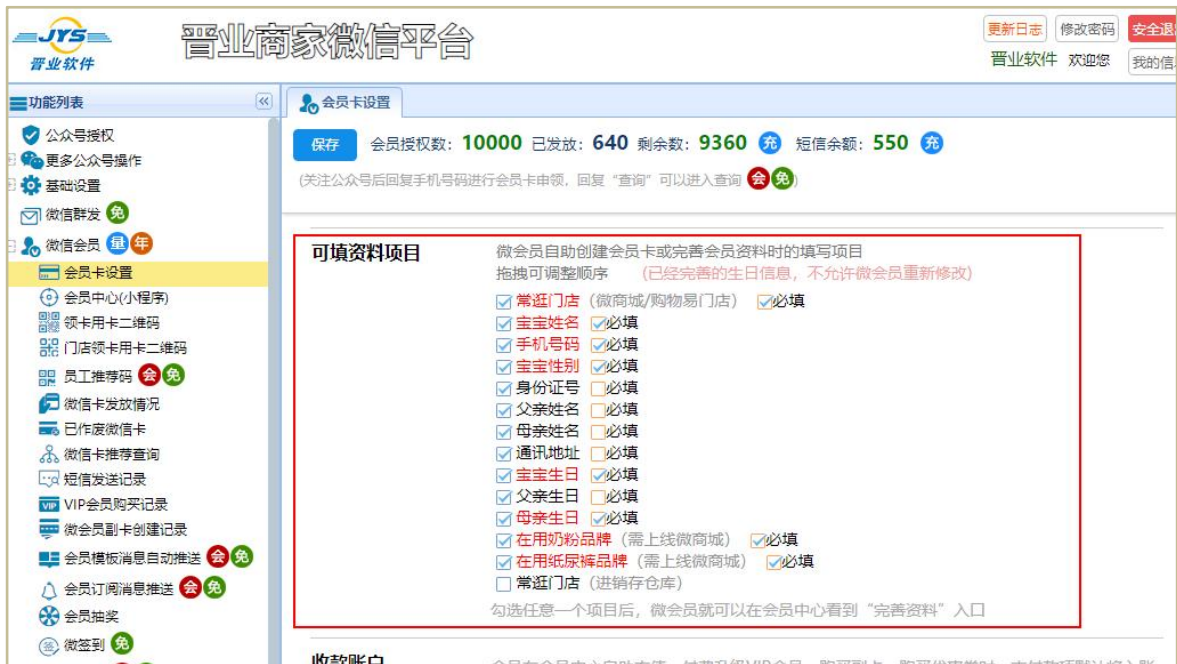 JYS
晋业软件
晋业商家微信平台
更新日志 修改密码 安全退
晋业软件 欢迎您 我的信
功能列表
会员卡设置
公众号授权
更多公众号操作
基础设置
微信群发 免
微信会员 量 年
会员卡设置
会员中心(小程序)
领卡用卡二维码
门店领卡用卡二维码
员工推荐码 会 免
微信卡发放情况
已作废微信卡
微信卡推荐查询
短信发送记录
VIP VIP会员购买记录
微会员副卡创建记录
会员模板消息自动推送 会 免
会员订阅消息推送 会 免
会员抽奖
签 微签到 免
保存 会员授权数：10000 已发放：640 剩余数：9360 充 短信余额：550 充
(关注公众号后回复手机号码进行会员卡申领，回复“查询”可以进入查询 会 免)
可填资料项目 微会员自助创建会员卡或完善会员资料时的填写项目
拖拽可调整顺序 (已经完善的生日信息，不允许微会员重新修改)
常逛门店 (微商城/购物易门店) 必填
宝宝姓名 必填
手机号码 必填
宝宝性别 必填
身份证号 必填
父亲姓名 必填
母亲姓名 必填
通讯地址 必填
宝宝生日 必填
父亲生日 必填
母亲生日 必填
在用奶粉品牌 (需上线微商城) 必填
在用纸尿裤品牌 (需上线微商城) 必填
常逛门店 (进销存仓库)
勾选任意一个项目后，微会员就可以在会员中心看到“完善资料”入口
收款账户